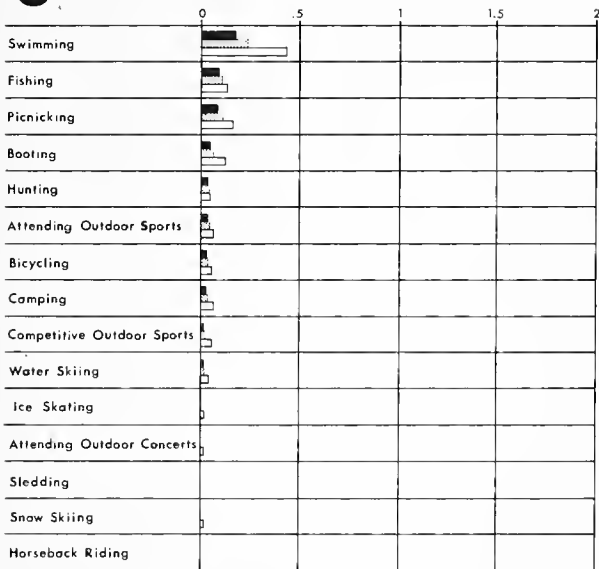 0 .5 1 1.5 2
Swimming
Fishing
Picnicking
Booting
Hunting
Attending Outdoor Sports
Bicycling
Camping
Competitive Outdoor Sports
Water Skiing
Ice Skating
Attending Outdoor Concerts
Sledding
Snow Skiing
Horseback Riding